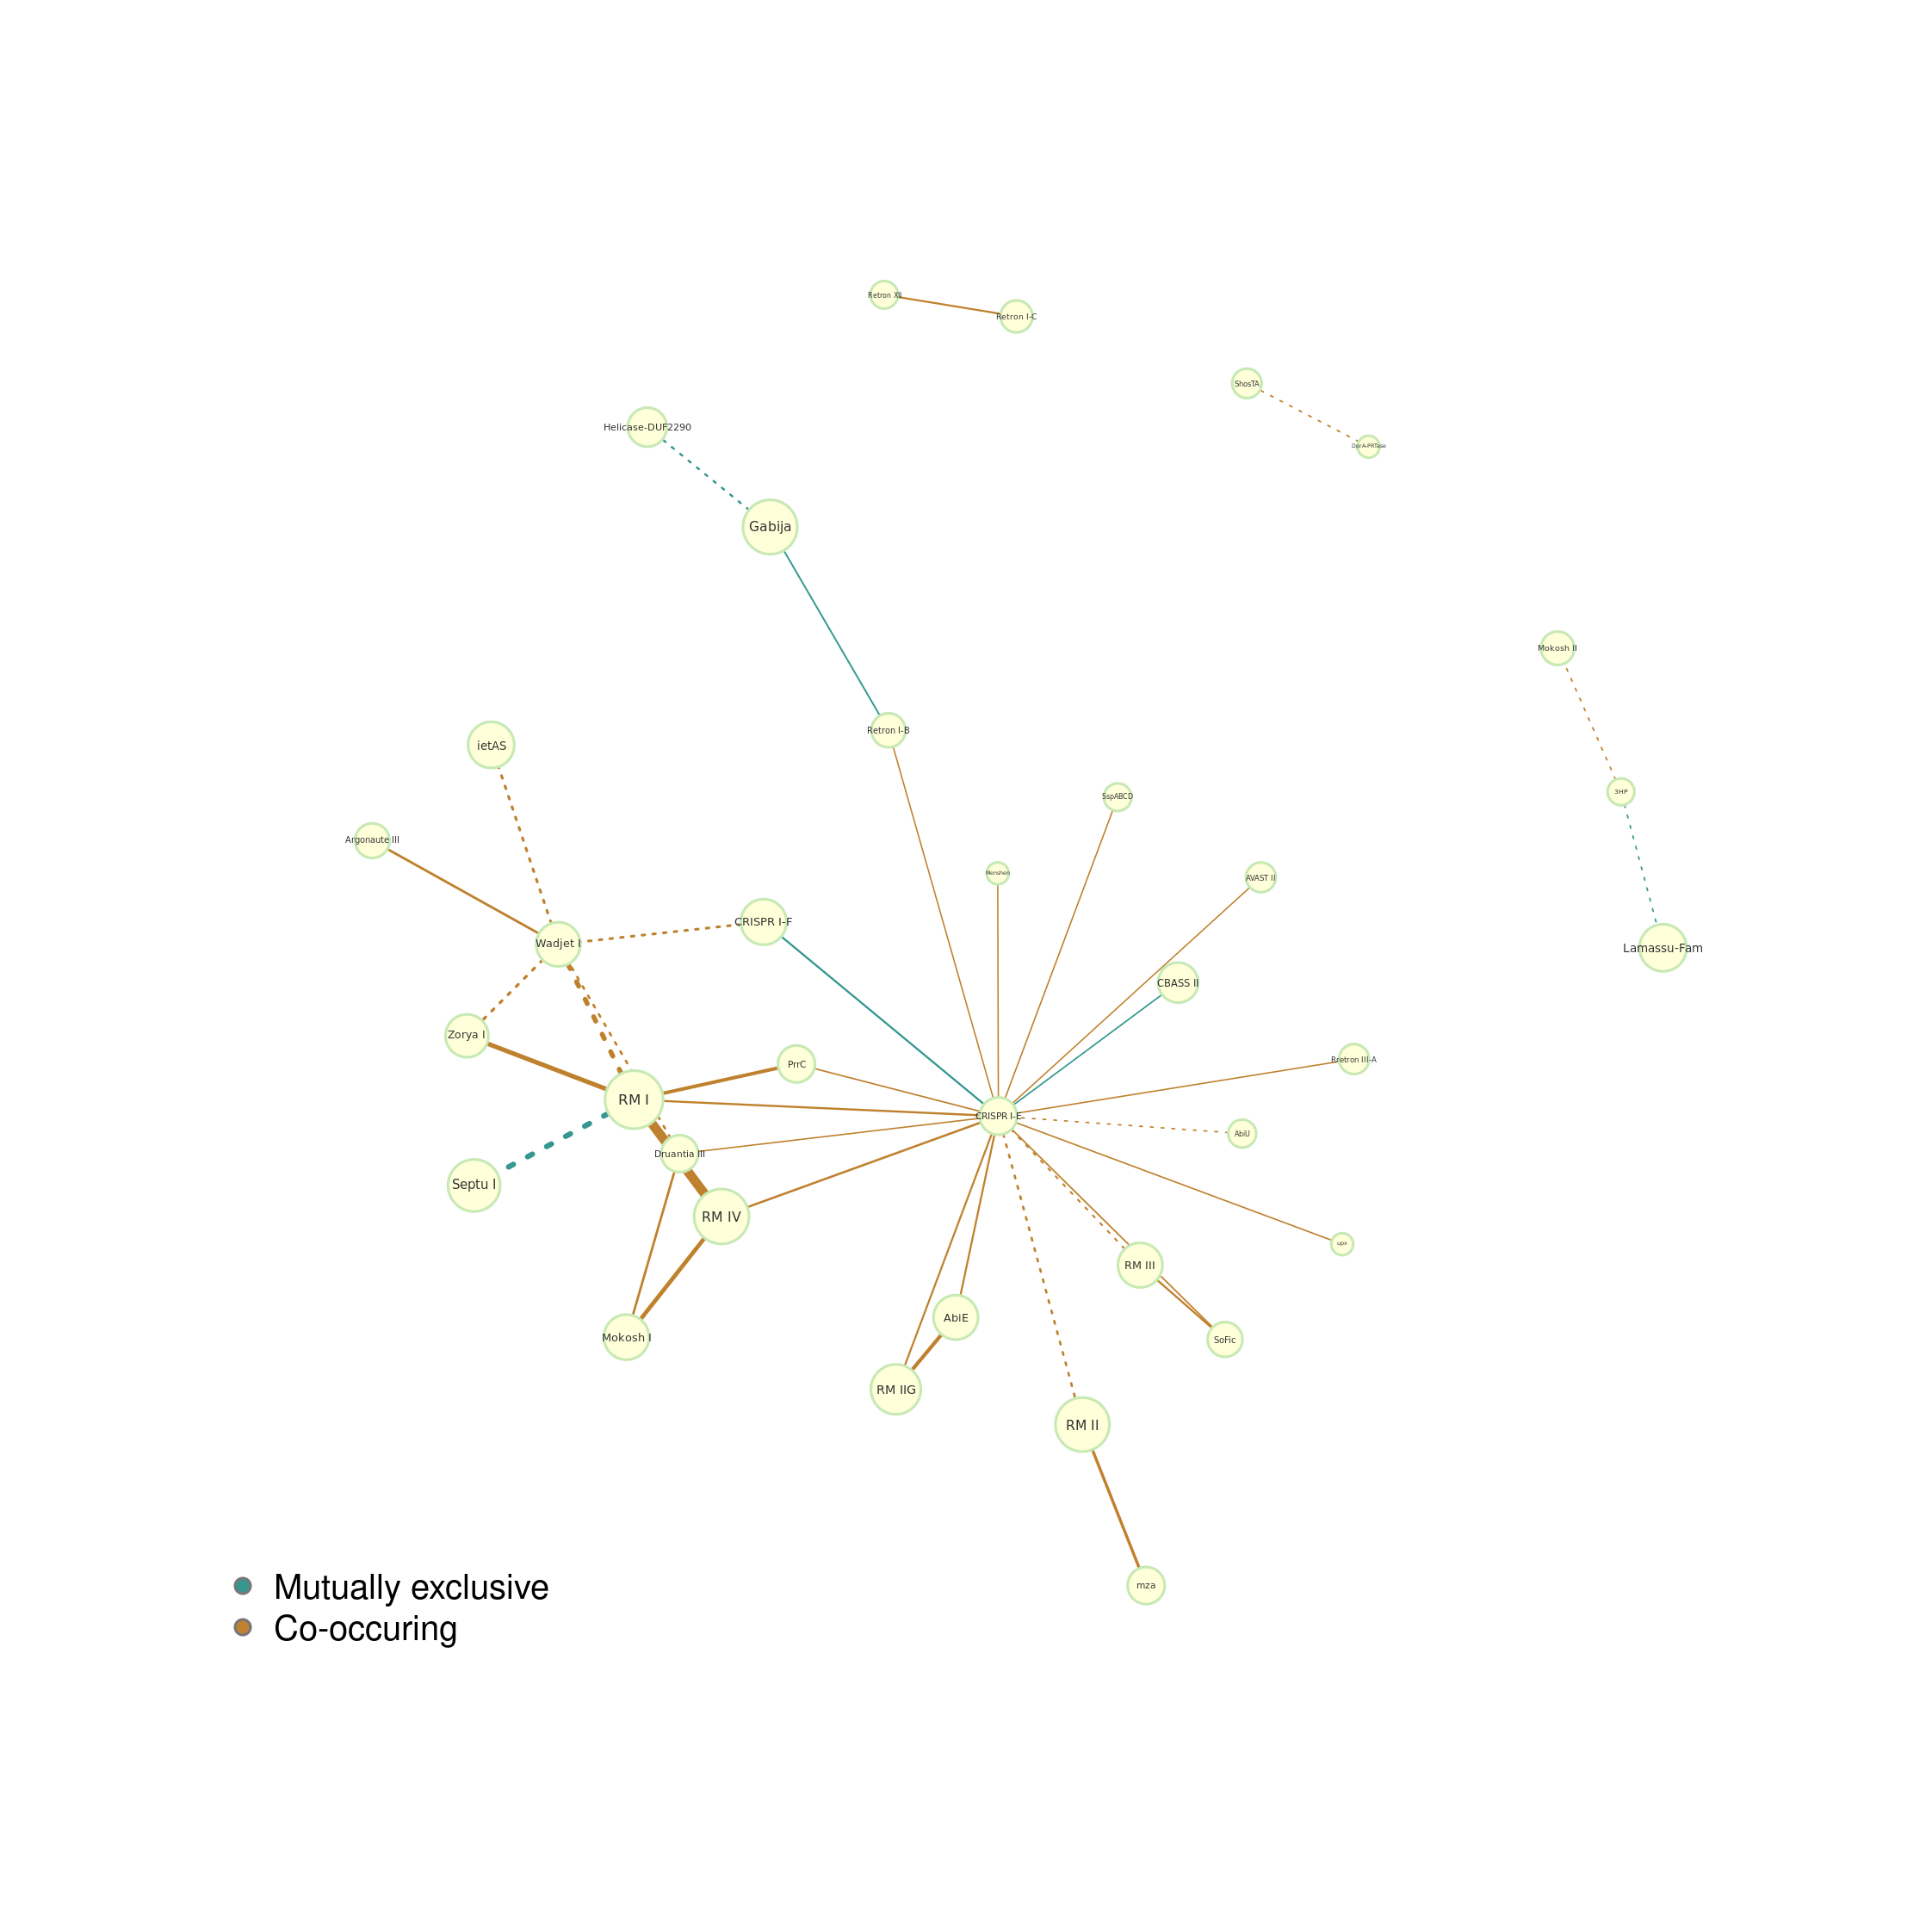 Retron XII
Retron I-C
ShosTA
DprA-PRTase
Helicase-DUF2290
Gabija
Mokosh II
Retron I-B
ietAS
3HP
SspABCD
Argonaute III
Menshen
AVAST II
CRISPR I-F
Wadjet I
Lamassu-Fam
CBASS II
Zorya I
PrrC
Rretron III-A
RM I
CRISPR I-E
AbiU
Druantia III
Septu I
RM IV
upx
RM III
AbiE
Mokosh I
SoFic
RM IIG
RM II
mza
Mutually exclusive
Co-occuring